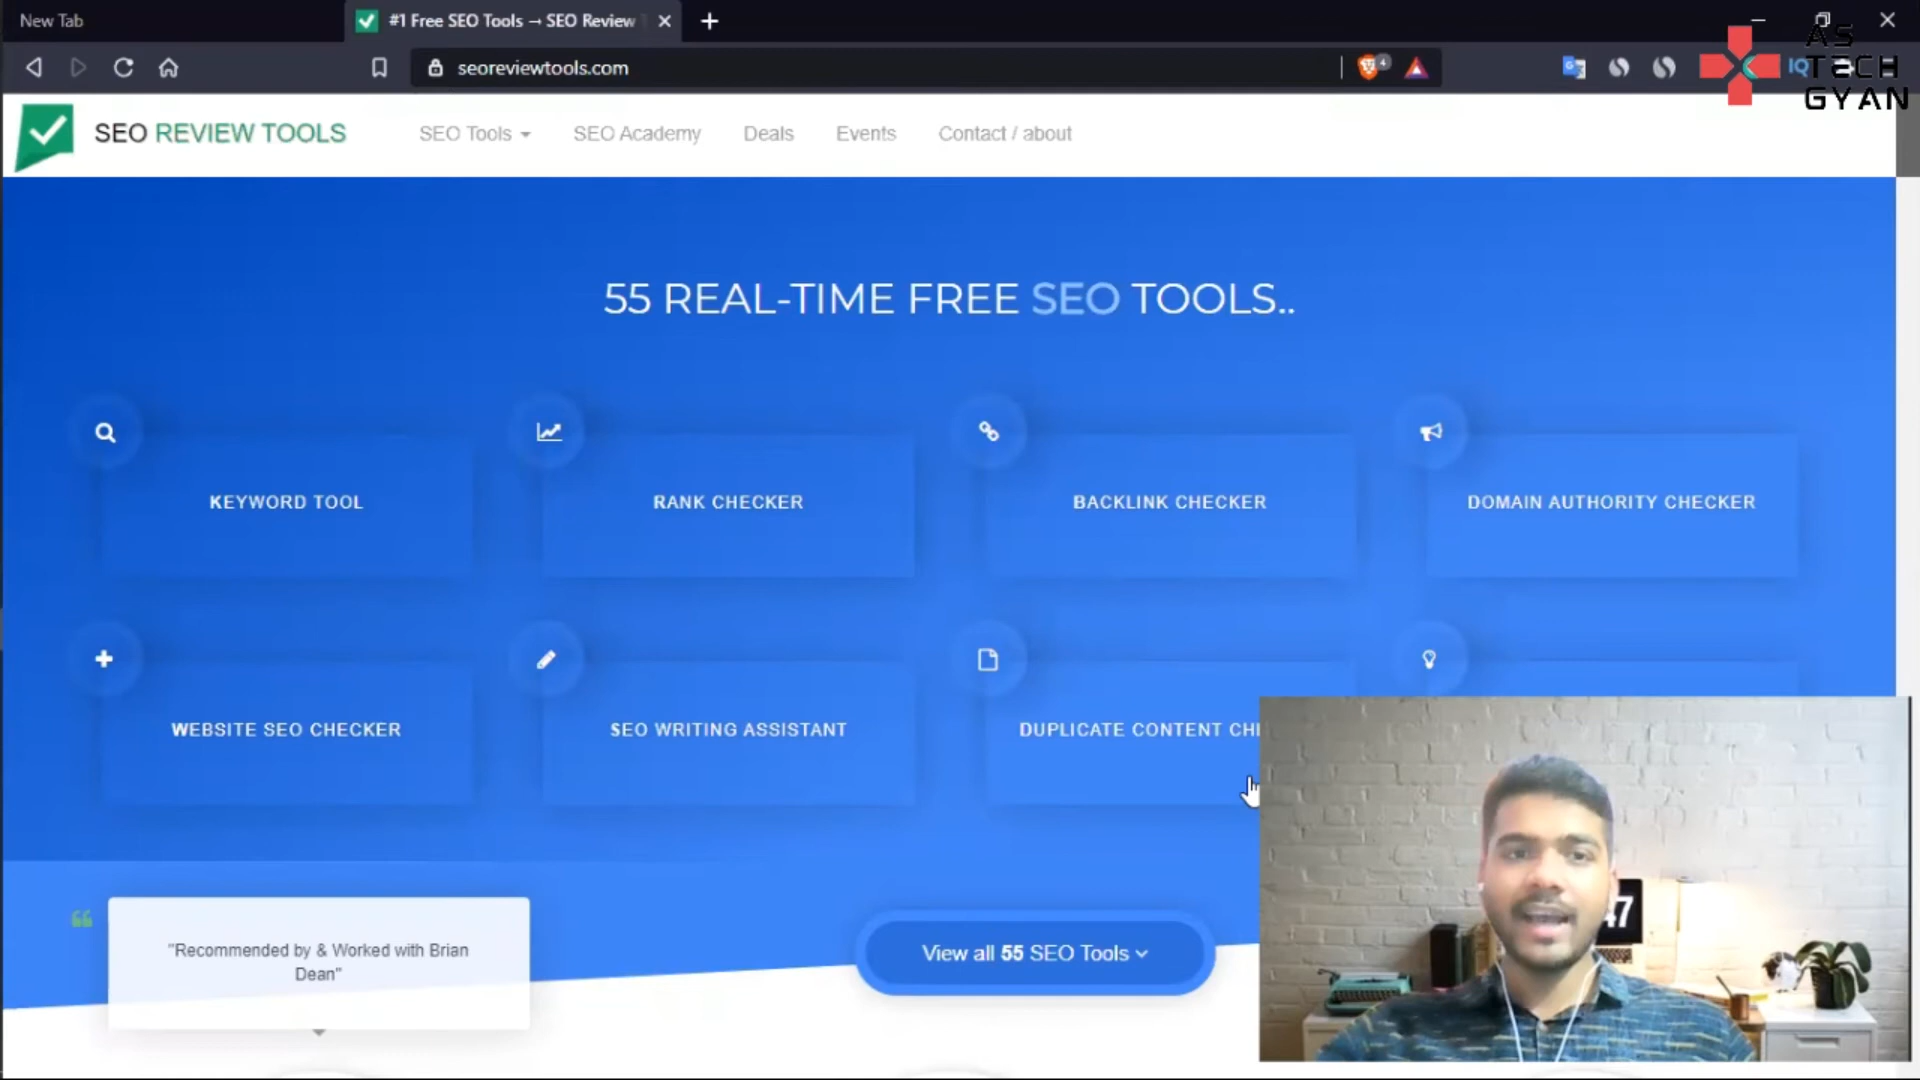 New Tab
#1 Free SEO Tools → SEO Review
AS
TECH
GYAN
seoreviewtools.com
4
IQ
SEO REVIEW TOOLS
SEO Tools
SEO Academy
Deals
Events
Contact / about
55 REAL-TIME FREE SEO TOOLS..
KEYWORD TOOL
RANK CHECKER
BACKLINK CHECKER
DOMAIN AUTHORITY CHECKER
WEBSITE SEO CHECKER
SEO WRITING ASSISTANT
DUPLICATE CONTENT CH
"Recommended by & Worked with Brian
Dean"
View all 55 SEO Tools
47